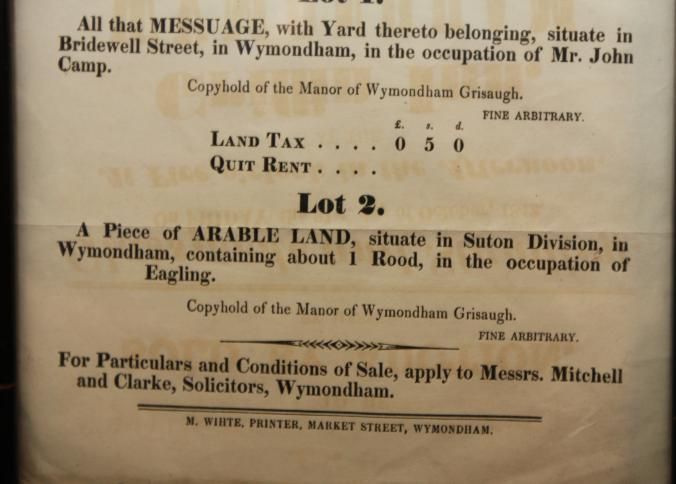 Lot 1.
All that MESSUAGE, with Yard thereto belonging, situate in
Bridewell Street, in Wymondham, in the occupation of Mr. John
Camp.
Copyhold of the Manor of Wymondham Grisaugh.
FINE ARBITRARY.
£. s. d.
LAND TAX . . . . 0 5 0
QUIT RENT . . . .
Lot 2.
A Piece of ARABLE LAND, situate in Suton Division, in
Wymondham, containing about 1 Rood, in the occupation of
Eagling.
Copyhold of the Manor of Wymondham Grisaugh.
FINE ARBITRARY.
For Particulars and Conditions of Sale, apply to Messrs. Mitchell
and Clarke, Solicitors, Wymondham.
M. WIHTE, PRINTER, MARKET STREET, WYMONDHAM.